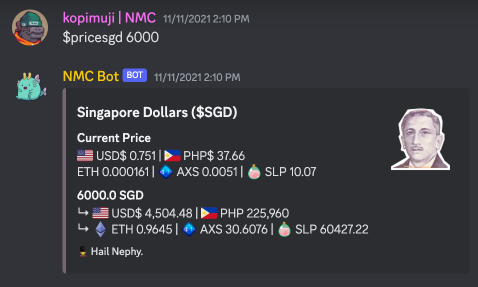 kopimuji | NMC 11/11/2021 2:10 PM
$pricesgd 6000
NMC Bot BOT 11/11/2021 2:10 PM
Singapore Dollars ($SGD)
Current Price
USD$ 0.751 | PHP$ 37.66
ETH 0.000161 | AXS 0.0051 | SLP 10.07
6000.0 SGD
↳ USD$ 4,504.48 | PHP 225,960
↳ ETH 0.9645 | AXS 30.6076 | SLP 60427.22
Hail Nephy.